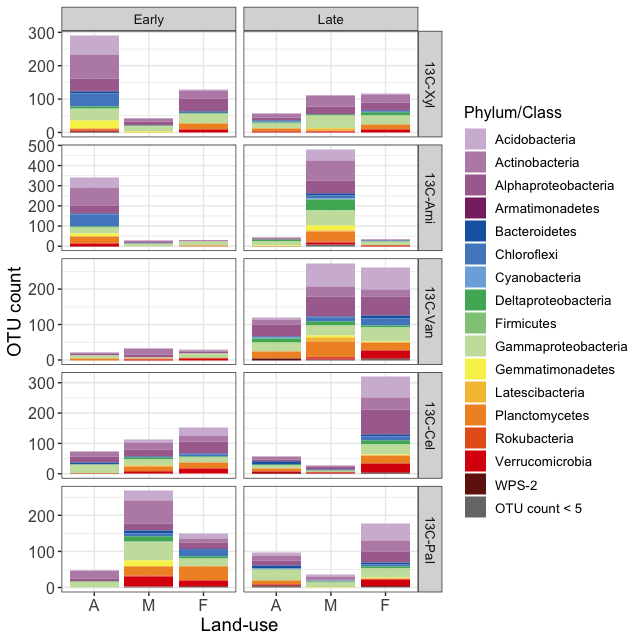 Early Late
OTU count
300
200
100
0
13C-Xyl
500
400
300
200
100
0
13C-Ami
200
100
0
13C-Van
300
200
100
0
13C-Cel
200
100
0
13C-Pal
A M F A M F
Land-use
Phylum/Class
Acidobacteria
Actinobacteria
Alphaproteobacteria
Armatimonadetes
Bacteroidetes
Chloroflexi
Cyanobacteria
Deltaproteobacteria
Firmicutes
Gammaproteobacteria
Gemmatimonadetes
Latescibacteria
Planctomycetes
Rokubacteria
Verrucomicrobia
WPS-2
OTU count < 5